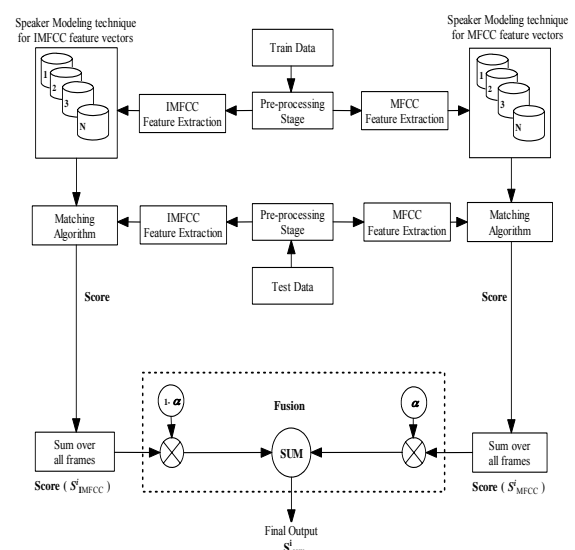 Speaker Modeling technique
for IMFCC feature vectors
Speaker Modeling technique
for MFCC feature vectors
Train Data
1
2
3
N
1
2
3
N
IMFCC
Feature Extraction
Pre-processing
Stage
MFCC
Feature Extraction
Matching
Algorithm
IMFCC
Feature Extraction
Pre-processing
Stage
MFCC
Feature Extraction
Matching
Algorithm
Test Data
Score
Score
1- α
Fusion
α
Sum over
all frames
SUM
Sum over
all frames
Score ( S^i_IMFCC )
Score ( S^i_MFCC )
Final Output